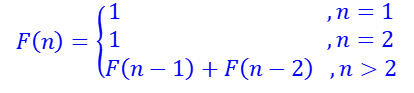 1 , n = 1
F(n) = { 1 , n = 2
F(n − 1) + F(n − 2) , n > 2